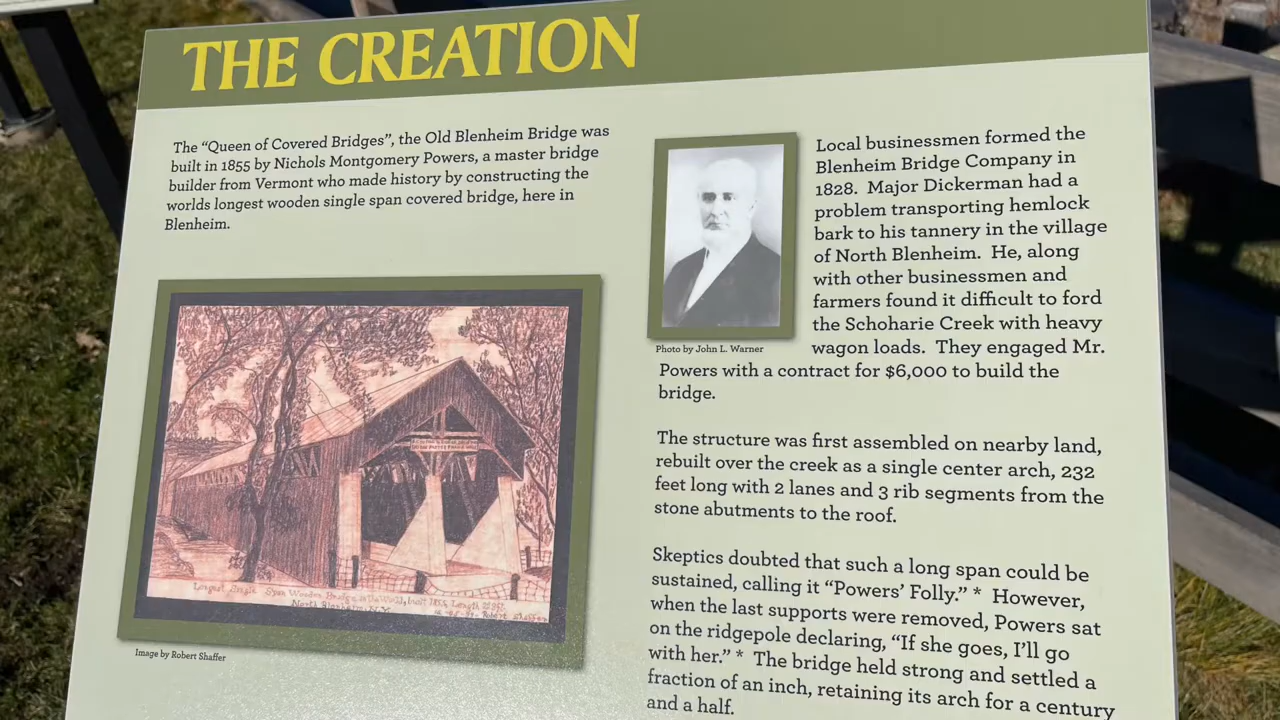 THE CREATION
The “Queen of Covered Bridges”, the Old Blenheim Bridge was
built in 1855 by Nichols Montgomery Powers, a master bridge
builder from Vermont who made history by constructing the
worlds longest wooden single span covered bridge, here in
Blenheim.
Image by Robert Shaffer
Photo by John L. Warner
Local businessmen formed the
Blenheim Bridge Company in
1828. Major Dickerman had a
problem transporting hemlock
bark to his tannery in the village
of North Blenheim. He, along
with other businessmen and
farmers found it difficult to ford
the Schoharie Creek with heavy
wagon loads. They engaged Mr.
Powers with a contract for $6,000 to build the
bridge.
The structure was first assembled on nearby land,
rebuilt over the creek as a single center arch, 232
feet long with 2 lanes and 3 rib segments from the
stone abutments to the roof.
Skeptics doubted that such a long span could be
sustained, calling it “Powers’ Folly.” * However,
when the last supports were removed, Powers sat
on the ridgepole declaring, “If she goes, I’ll go
with her.” * The bridge held strong and settled a
fraction of an inch, retaining its arch for a century
and a half.